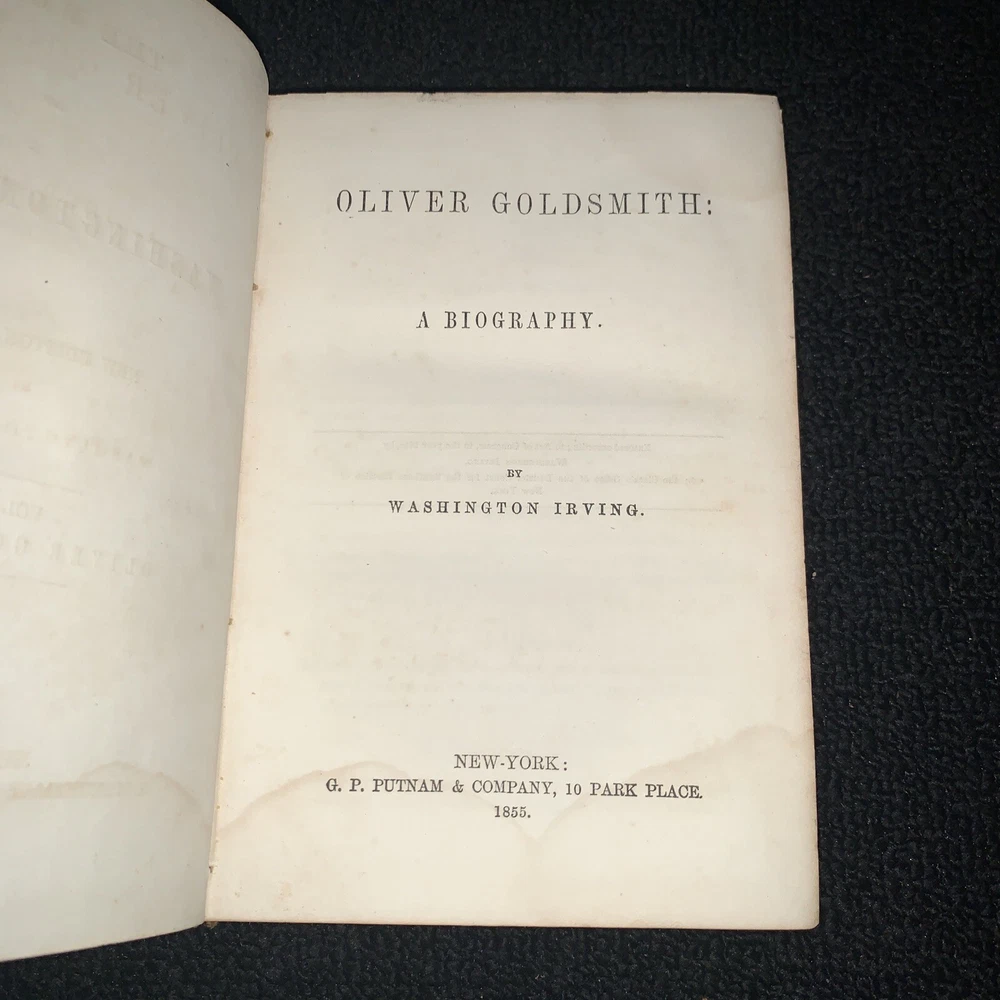 OLIVER GOLDSMITH:
A BIOGRAPHY.
BY
WASHINGTON IRVING.
NEW-YORK:
G. P. PUTNAM & COMPANY, 10 PARK PLACE.
1855.